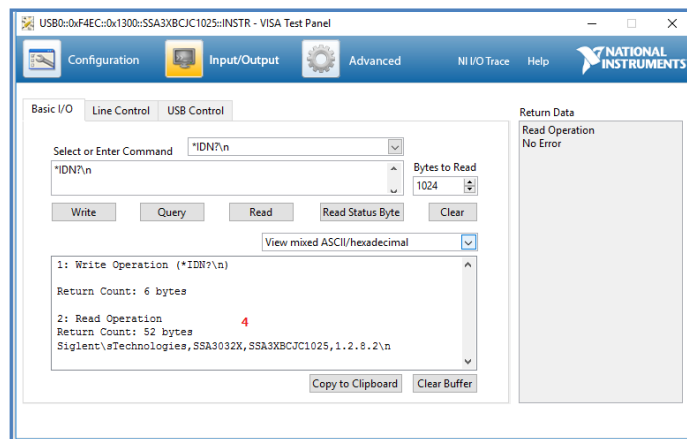 USB0::0xF4EC::0x1300::SSA3XBCJC1025::INSTR - VISA Test Panel
Configuration
Input/Output
Advanced
NI I/O Trace
Help
NATIONAL
INSTRUMENTS
Basic I/O
Line Control
USB Control
Return Data
Read Operation
No Error
Select or Enter Command
*IDN?\n
*IDN?\n
Bytes to Read
1024
Write
Query
Read
Read Status Byte
Clear
View mixed ASCII/hexadecimal
1: Write Operation (*IDN?\n)
Return Count: 6 bytes
2: Read Operation
4
Return Count: 52 bytes
Siglent\sTechnologies,SSA3032X,SSA3XBCJC1025,1.2.8.2\n
Copy to Clipboard
Clear Buffer